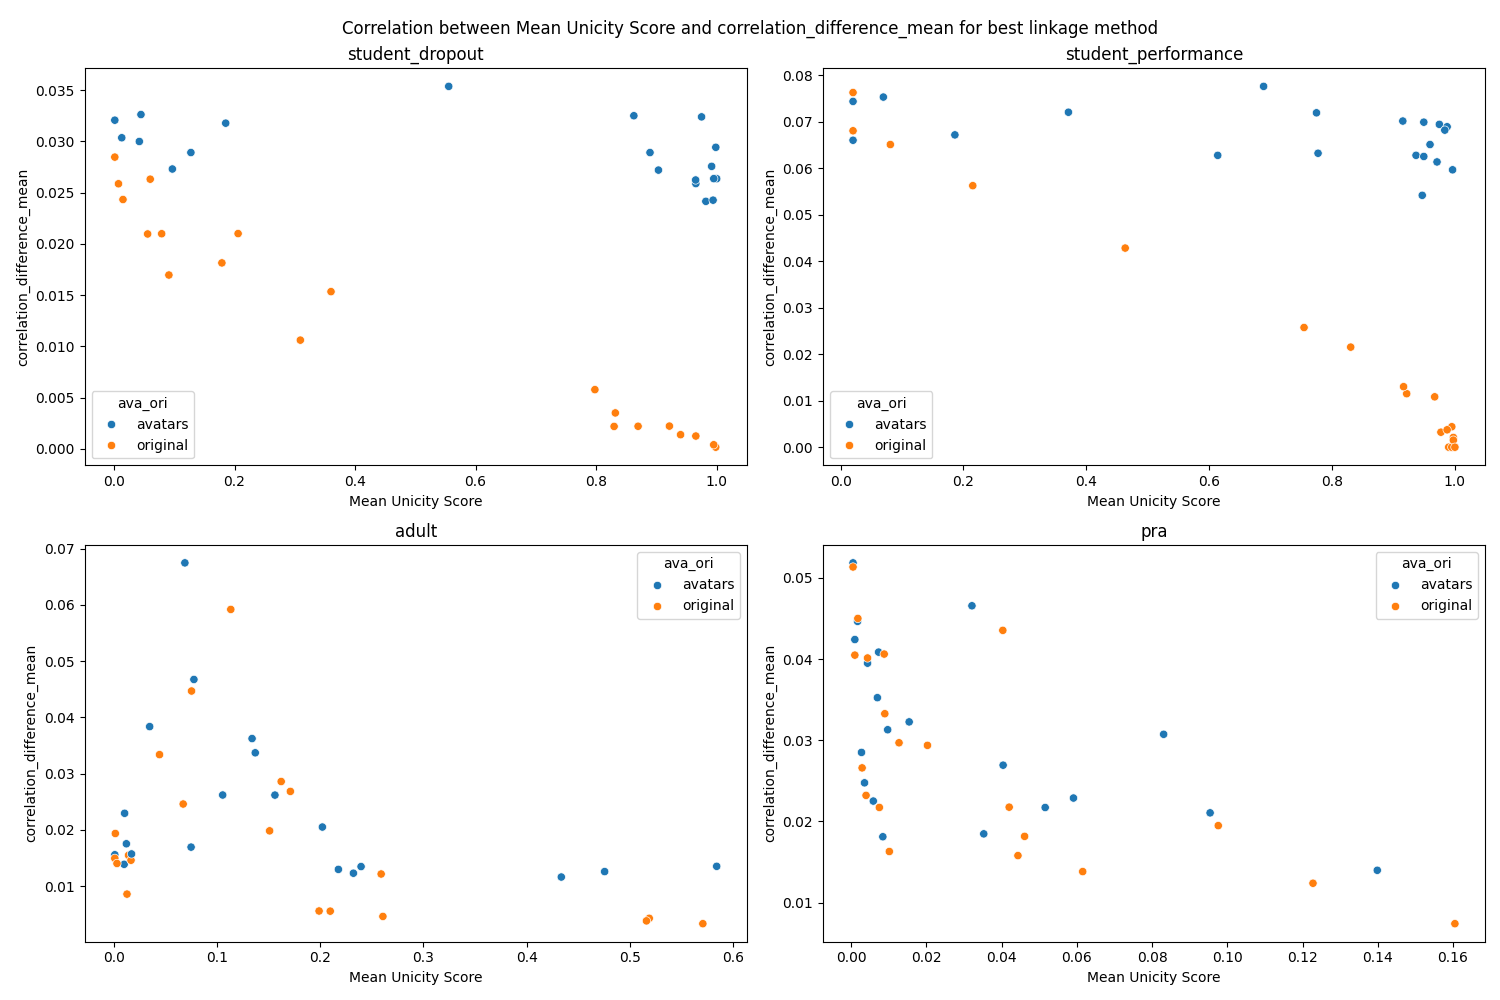 Correlation between Mean Unicity Score and correlation_difference_mean for best linkage method
student_dropout
0.035
0.030
0.025
0.020
0.015
0.010
0.005
0.000
correlation_difference_mean
ava_ori
avatars
original
0.0 0.2 0.4 0.6 0.8 1.0
Mean Unicity Score
student_performance
0.08
0.07
0.06
0.05
0.04
0.03
0.02
0.01
0.00
correlation_difference_mean
ava_ori
avatars
original
0.0 0.2 0.4 0.6 0.8 1.0
Mean Unicity Score
adult
0.07
0.06
0.05
0.04
0.03
0.02
0.01
correlation_difference_mean
ava_ori
avatars
original
0.0 0.1 0.2 0.3 0.4 0.5 0.6
Mean Unicity Score
pra
0.05
0.04
0.03
0.02
0.01
correlation_difference_mean
ava_ori
avatars
original
0.00 0.02 0.04 0.06 0.08 0.10 0.12 0.14 0.16
Mean Unicity Score